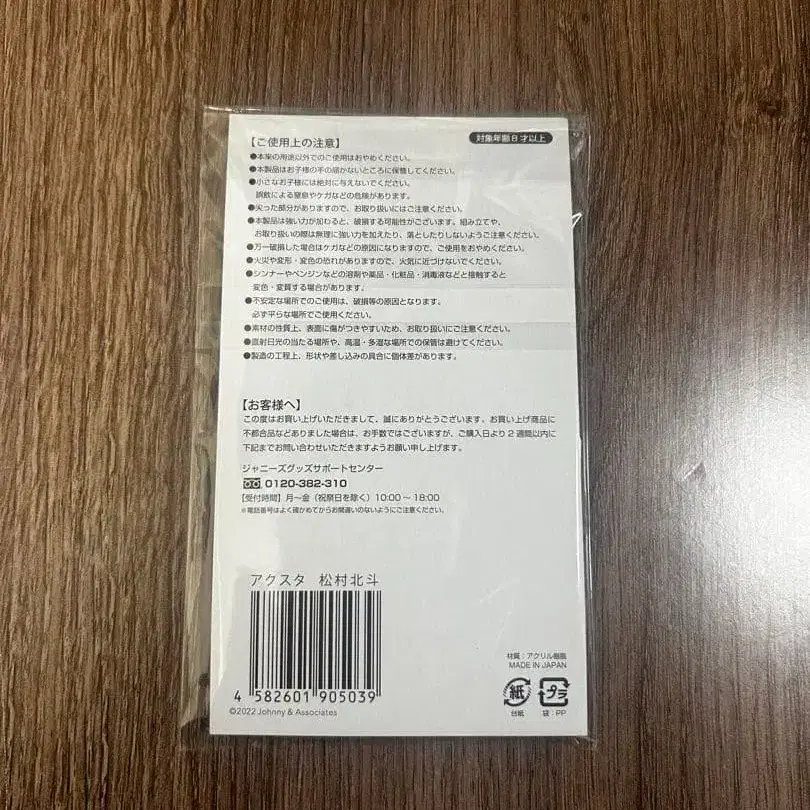 【ご使用上の注意】
対象年齢8才以上
●本来の用途以外でのご使用はおやめください。
●本製品はお子様の手の届かないところに保管してください。
●小さなお子様には絶対に与えないでください。
誤飲による窒息やケガなどの危険があります。
●尖った部分がありますので、お取り扱いにはご注意ください。
●本製品は強い力が加わると、破損する可能性がございます。組み立てや、
お取り扱いの際は無理に強い力を加えたり、落としたりしないようご注意ください。
●万一破損した場合はケガなどの原因になりますので、ご使用をおやめください。
●火災や変形・変色の恐れがありますので、火気に近づけないでください。
●シンナーやベンジンなどの溶剤や薬品・化粧品・消毒液などと接触すると
変色・変質する場合があります。
●不安定な場所でのご使用は、破損等の原因となります。
必ず平らな場所でご使用ください。
●素材の性質上、表面に傷がつきやすいため、お取り扱いにご注意ください。
●直射日光の当たる場所や、高温・多湿な場所での保管は避けてください。
●製造の工程上、形状や差し込みの具合に個体差があります。
【お客様へ】
この度はお買い上げいただきまして、誠にありがとうございます。お買い上げ商品に
不都合品などありました場合は、お手数ではございますが、ご購入日より2週間以内に
下記までお問い合わせいただきますようお願い申し上げます。
ジャニーズグッズサポートセンター
0120-382-310
【受付時間】月〜金（祝祭日を除く）10:00〜18:00
※電話番号はよく確かめてからお間違いのないようにご注意ください。
アクスタ 松村北斗
4 582601 905039
©2022 Johnny & Associates
材質：アクリル樹脂
MADE IN JAPAN
紙 プラ
台紙 袋：PP